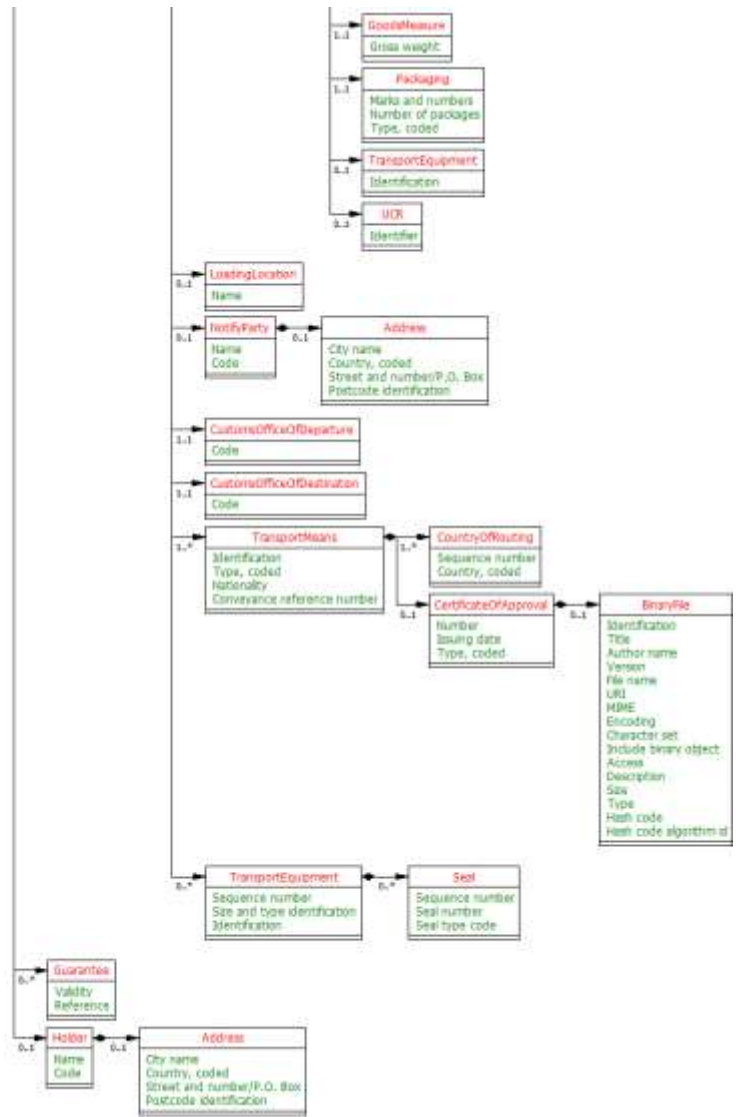 GoodsMeasure
1..1
Gross weight
Packaging
1..1
Marks and numbers
Number of packages
Type, coded
TransportEquipment
0..1
Identification
UCR
0..1
Identifier
LoadingLocation
0..1
Name
NotifyParty
Address
0..1
0..1
Name
Code
City name
Country, coded
Street and number/P.O. Box
Postcode identification
CustomsOfficeOfDeparture
1..1
Code
CustomsOfficeOfDestination
1..1
Code
TransportMeans
CountryOfRouting
1..*
1..*
Identification
Type, coded
Nationality
Conveyance reference number
Sequence number
Country, coded
CertificateOfApproval
BinaryFile
0..1
0..1
Number
Issuing date
Type, coded
Identification
Title
Author name
Version
File name
URI
MIME
Encoding
Character set
Include binary object
Access
Description
Size
Type
Hash code
Hash code algorithm id
TransportEquipment
Seal
0..*
0..*
Sequence number
Size and type identification
Identification
Sequence number
Seal number
Seal type code
Guarantee
0..*
Validity
Reference
Holder
Address
0..1
0..1
Name
Code
City name
Country, coded
Street and number/P.O. Box
Postcode identification